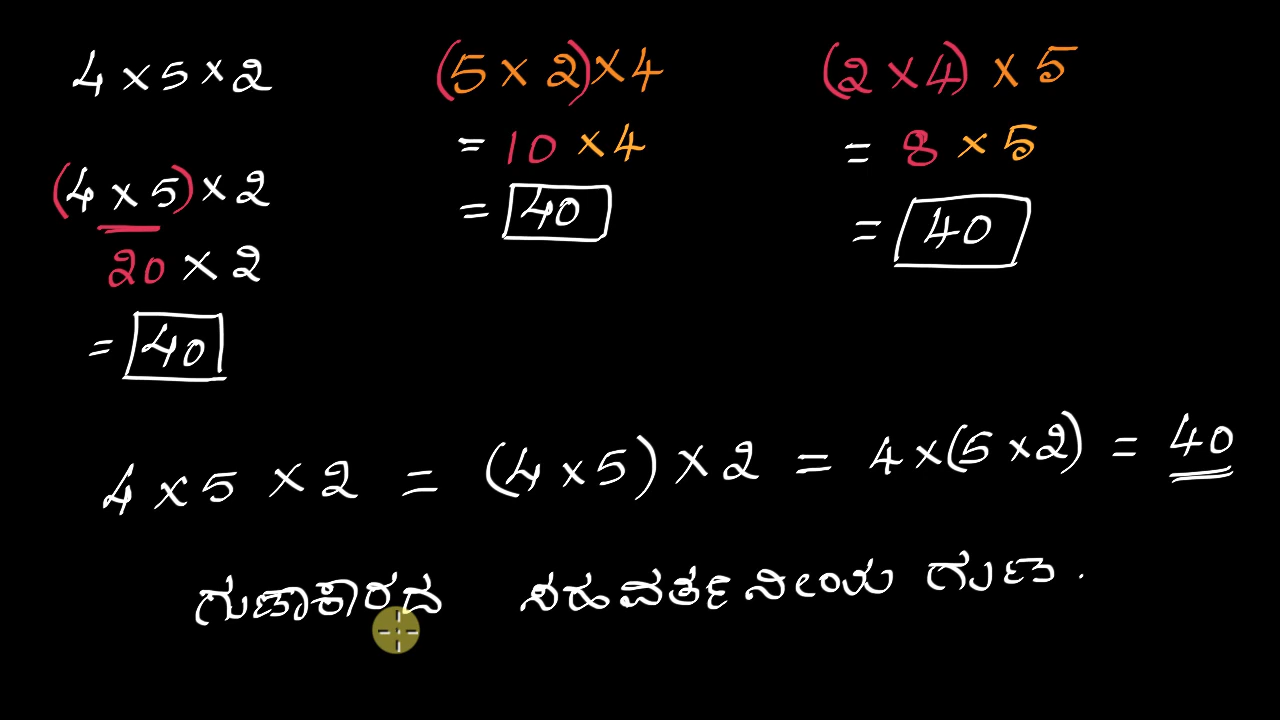 4 × 5 × 2
(4 × 5) × 2
20 × 2
= 40
(5 × 2) × 4
= 10 × 4
= 40
(2 × 4) × 5
= 8 × 5
= 40
4 × 5 × 2 = (4 × 5) × 2 = 4 × (5 × 2) = 40
ಗುಣಾಕಾರದ ಸಹವರ್ತನೀಯ ಗುಣ.